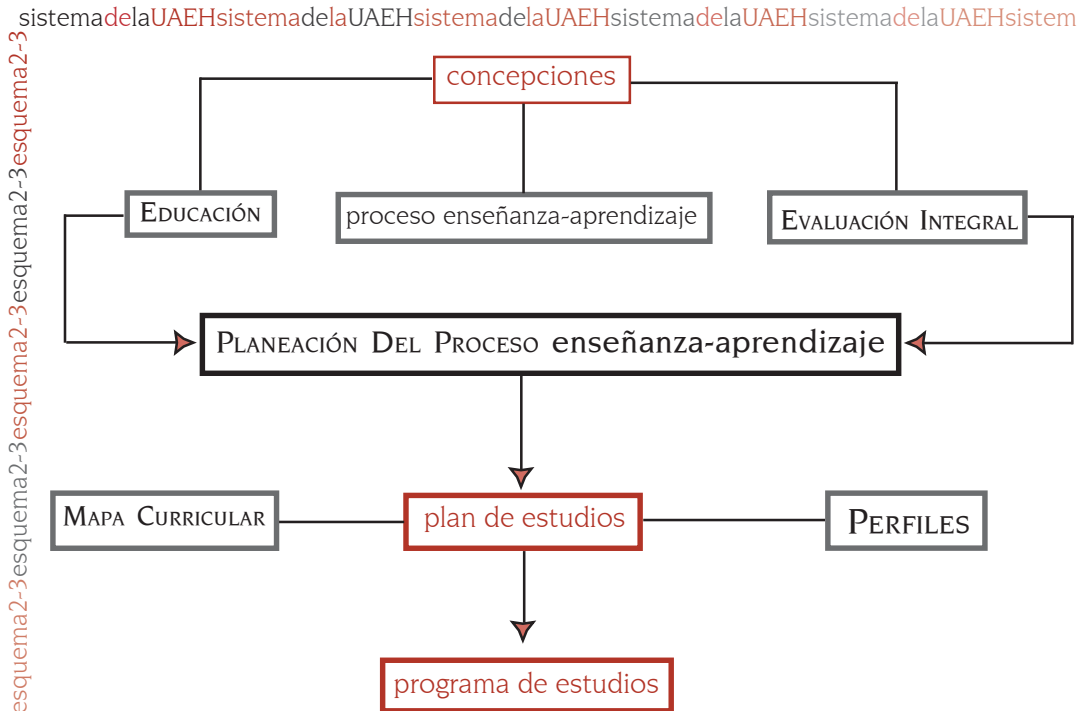 sistemadelaUAEHsistemadelaUAEHsistemadelaUAEHsistemadelaUAEHsistemadelaUAEHsistem
esquema2-3esquema2-3esquema2-3esquema2-3esquema2-3
concepciones
EDUCACIÓN
proceso enseñanza-aprendizaje
EVALUACIÓN INTEGRAL
PLANEACIÓN DEL PROCESO enseñanza-aprendizaje
MAPA CURRICULAR
plan de estudios
PERFILES
programa de estudios